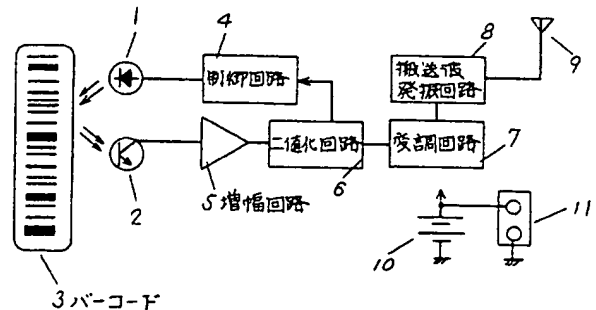 1
4
8
9
制御回路
搬送波
発振回路
二値化回路
変調回路
7
6
2
5 増幅回路
10
11
3 バーコード